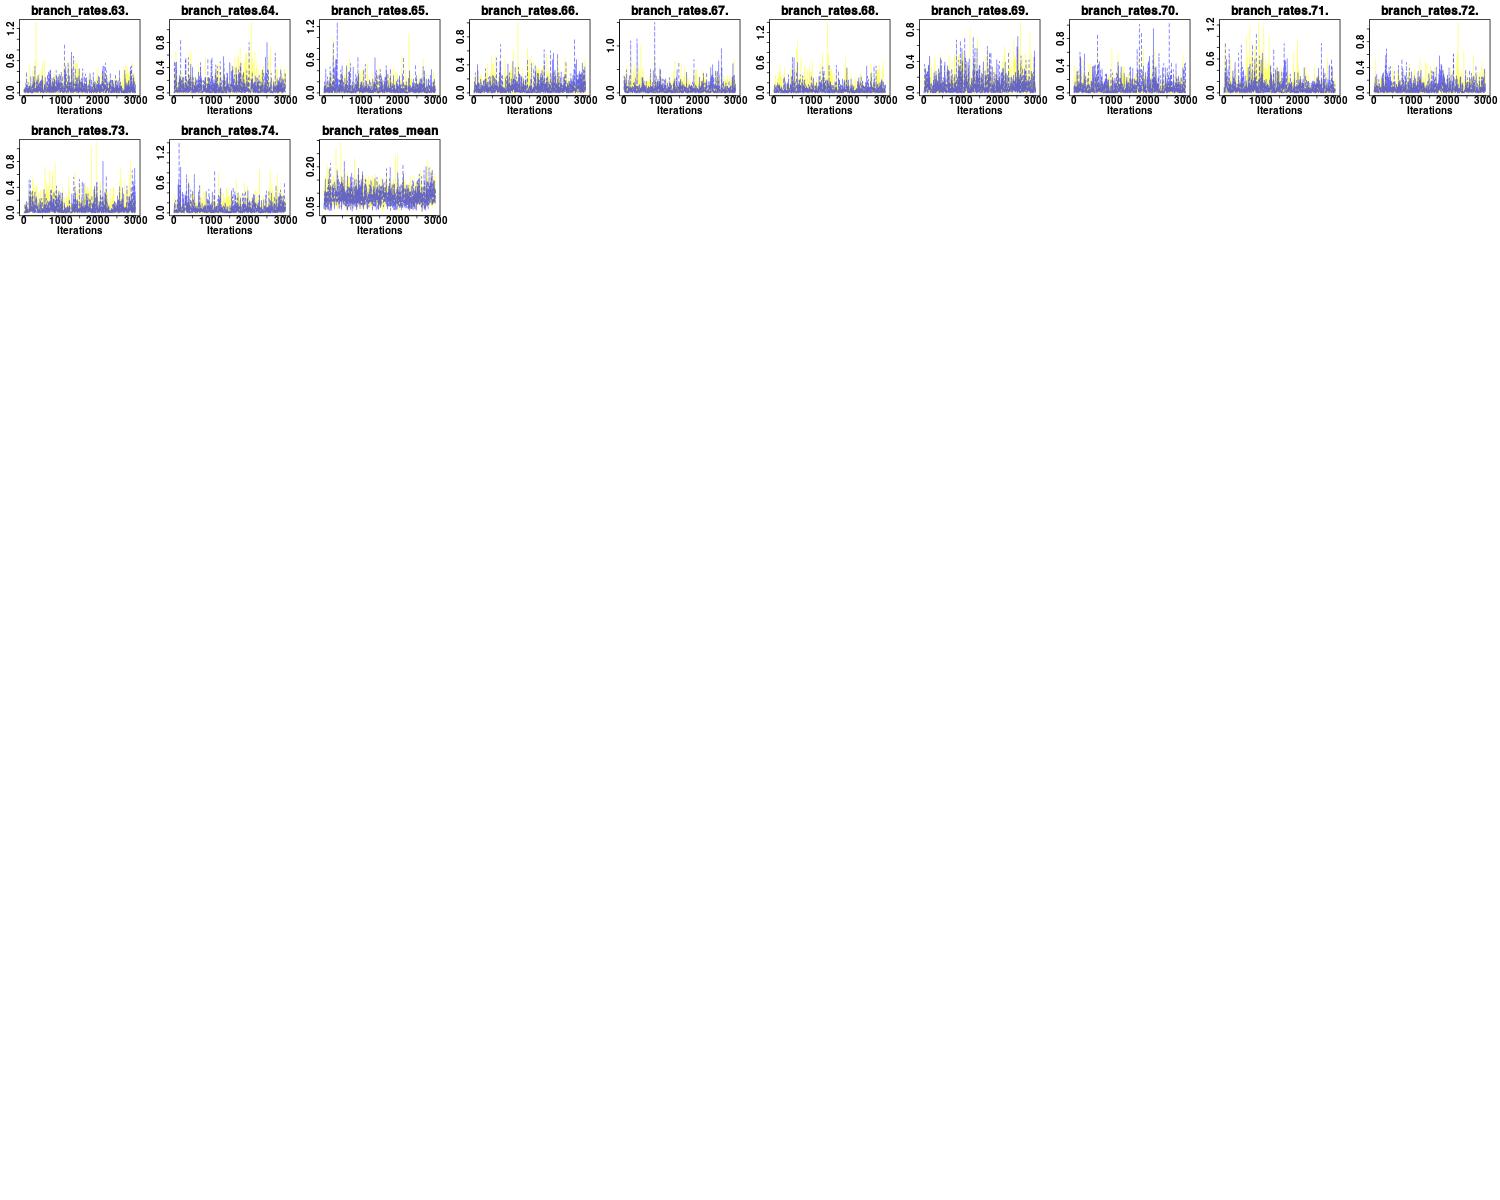 branch_rates.63. branch_rates.64. branch_rates.65. branch_rates.66. branch_rates.67. branch_rates.68. branch_rates.69. branch_rates.70. branch_rates.71. branch_rates.72.
0.0 0.6 1.2 0.0 0.4 0.8 0.0 0.6 1.2 0.0 0.4 0.8 0.0 1.0 0.0 0.6 1.2 0.0 0.4 0.8 0.0 0.4 0.8 0.0 0.6 1.2 0.0 0.4 0.8
0 1000 2000 3000 0 1000 2000 3000 0 1000 2000 3000 0 1000 2000 3000 0 1000 2000 3000 0 1000 2000 3000 0 1000 2000 3000 0 1000 2000 3000 0 1000 2000 3000 0 1000 2000 3000
Iterations Iterations Iterations Iterations Iterations Iterations Iterations Iterations Iterations Iterations
branch_rates.73. branch_rates.74. branch_rates_mean
0.0 0.4 0.8 0.0 0.6 1.2 0.05 0.20
0 1000 2000 3000 0 1000 2000 3000 0 1000 2000 3000
Iterations Iterations Iterations